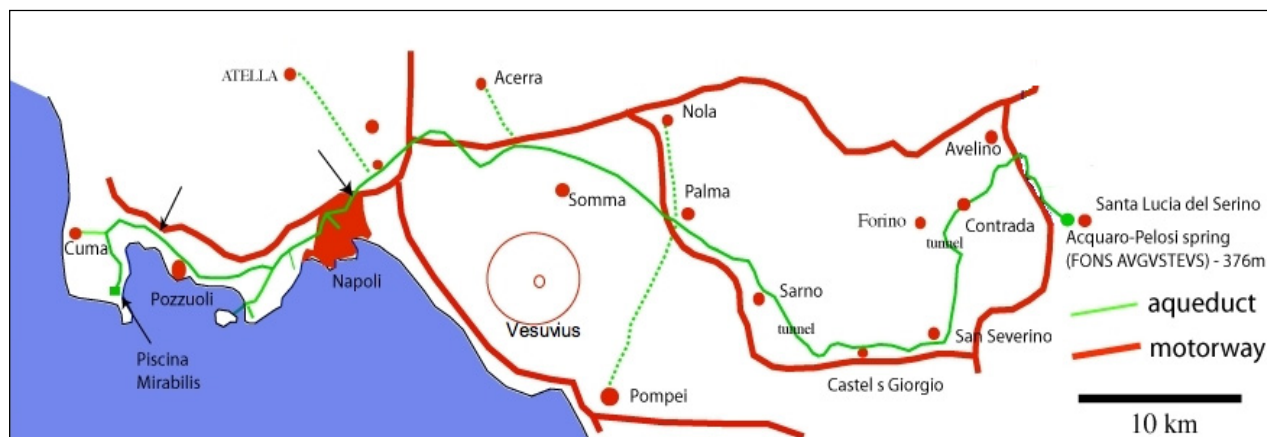 ATELLA
Acerra
Nola
Avelino
Somma
Palma
Forino
Contrada
tunnel
Santa Lucia del Serino
Acquaro-Pelosi spring
(FONS AVGVSTEVS) - 376m
Cuma
Pozzuoli
Napoli
Vesuvius
Sarno
tunnel
San Severino
Castel s Giorgio
Piscina
Mirabilis
Pompei
aqueduct
motorway
10 km